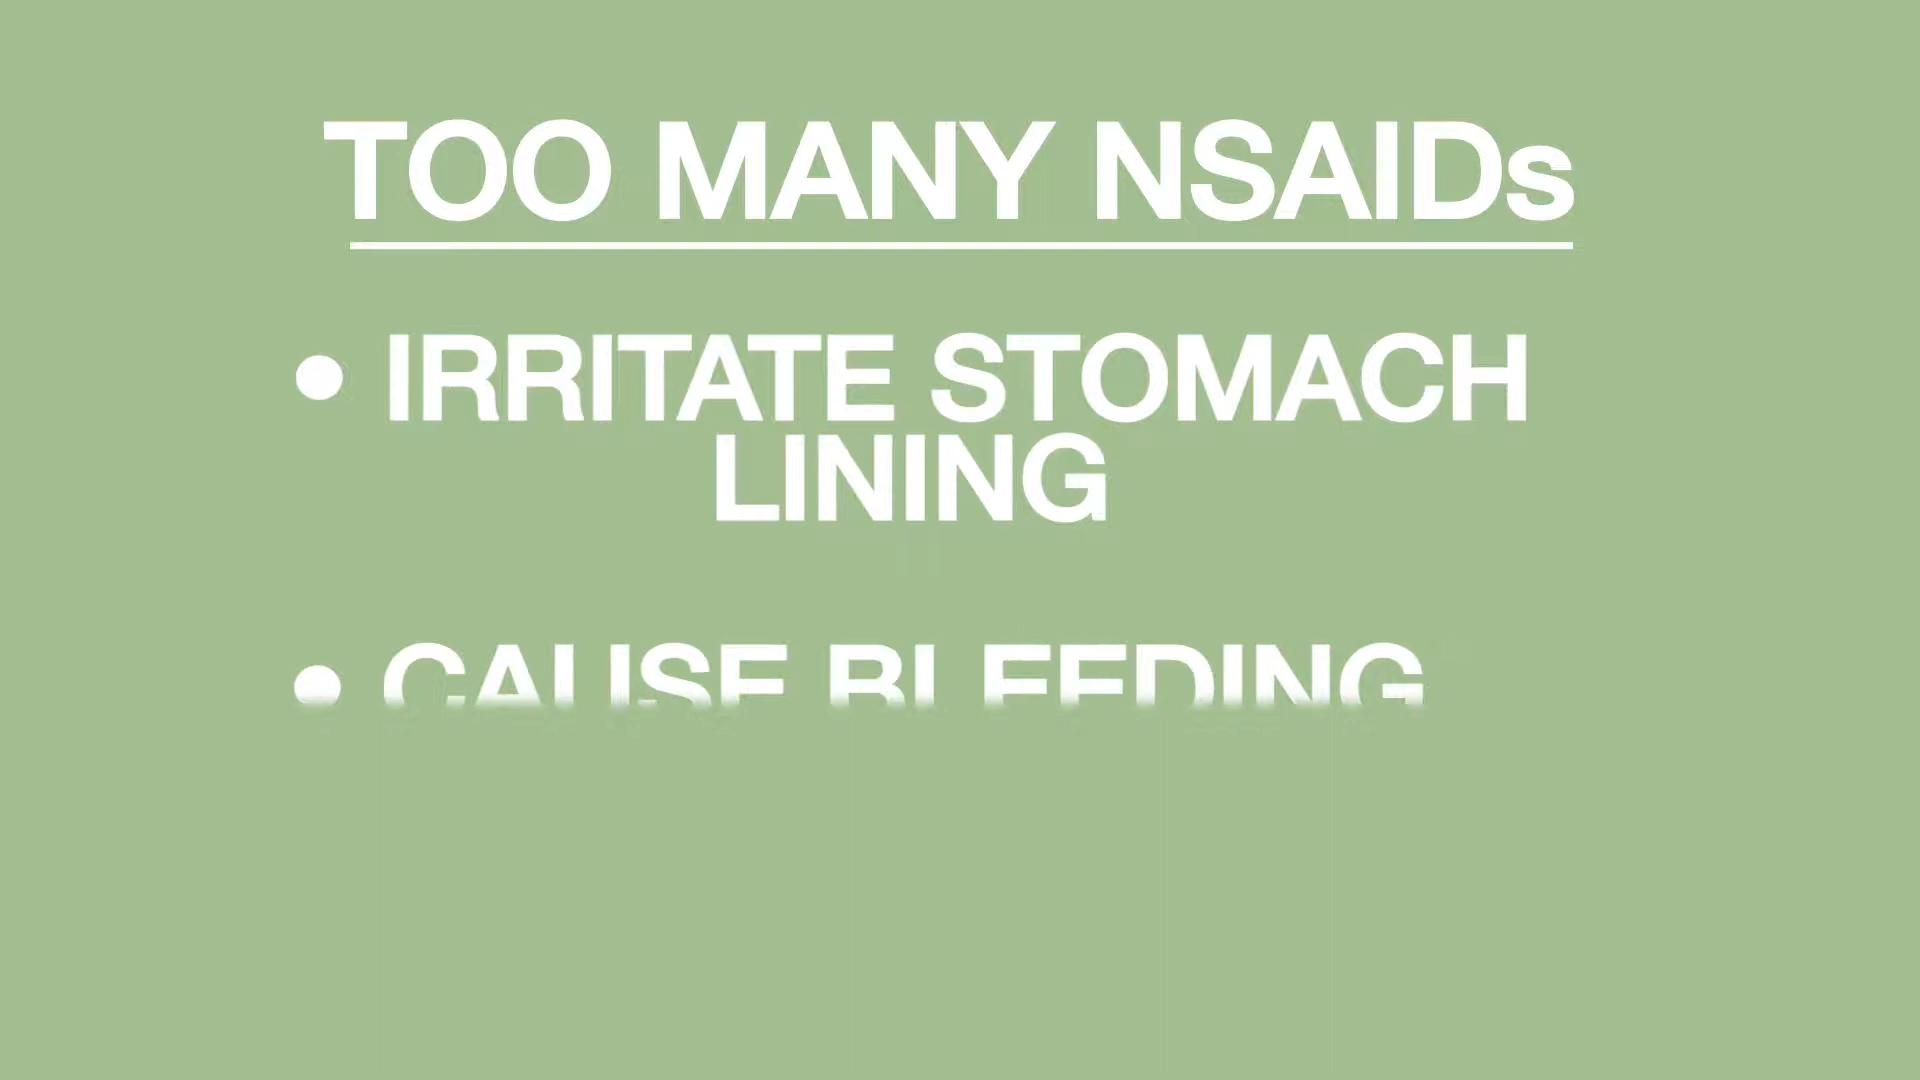 TOO MANY NSAIDs
• IRRITATE STOMACH
LINING
• CAUSE BLEEDING